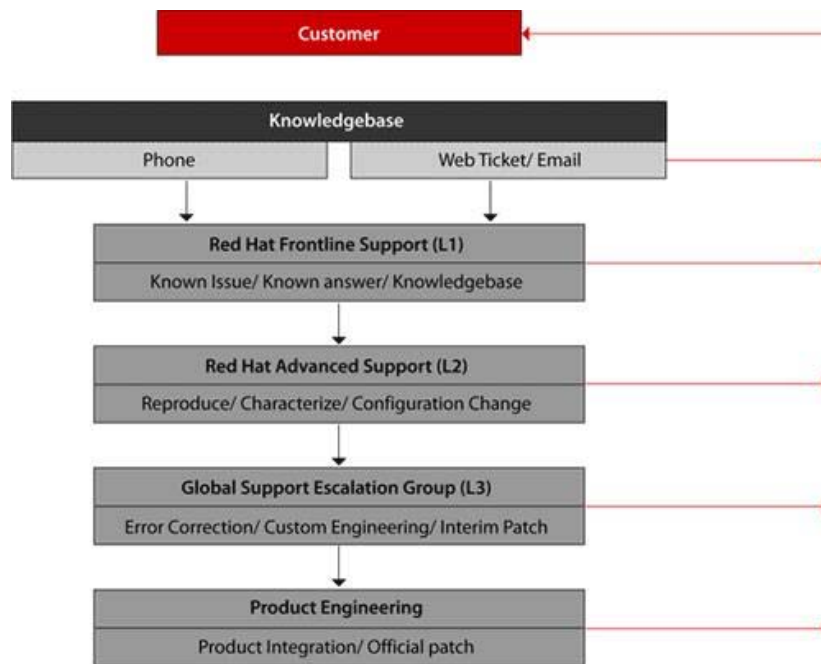 Customer
Knowledgebase
Phone
Web Ticket/ Email
Red Hat Frontline Support (L1)
Known Issue/ Known answer/ Knowledgebase
Red Hat Advanced Support (L2)
Reproduce/ Characterize/ Configuration Change
Global Support Escalation Group (L3)
Error Correction/ Custom Engineering/ Interim Patch
Product Engineering
Product Integration/ Official patch